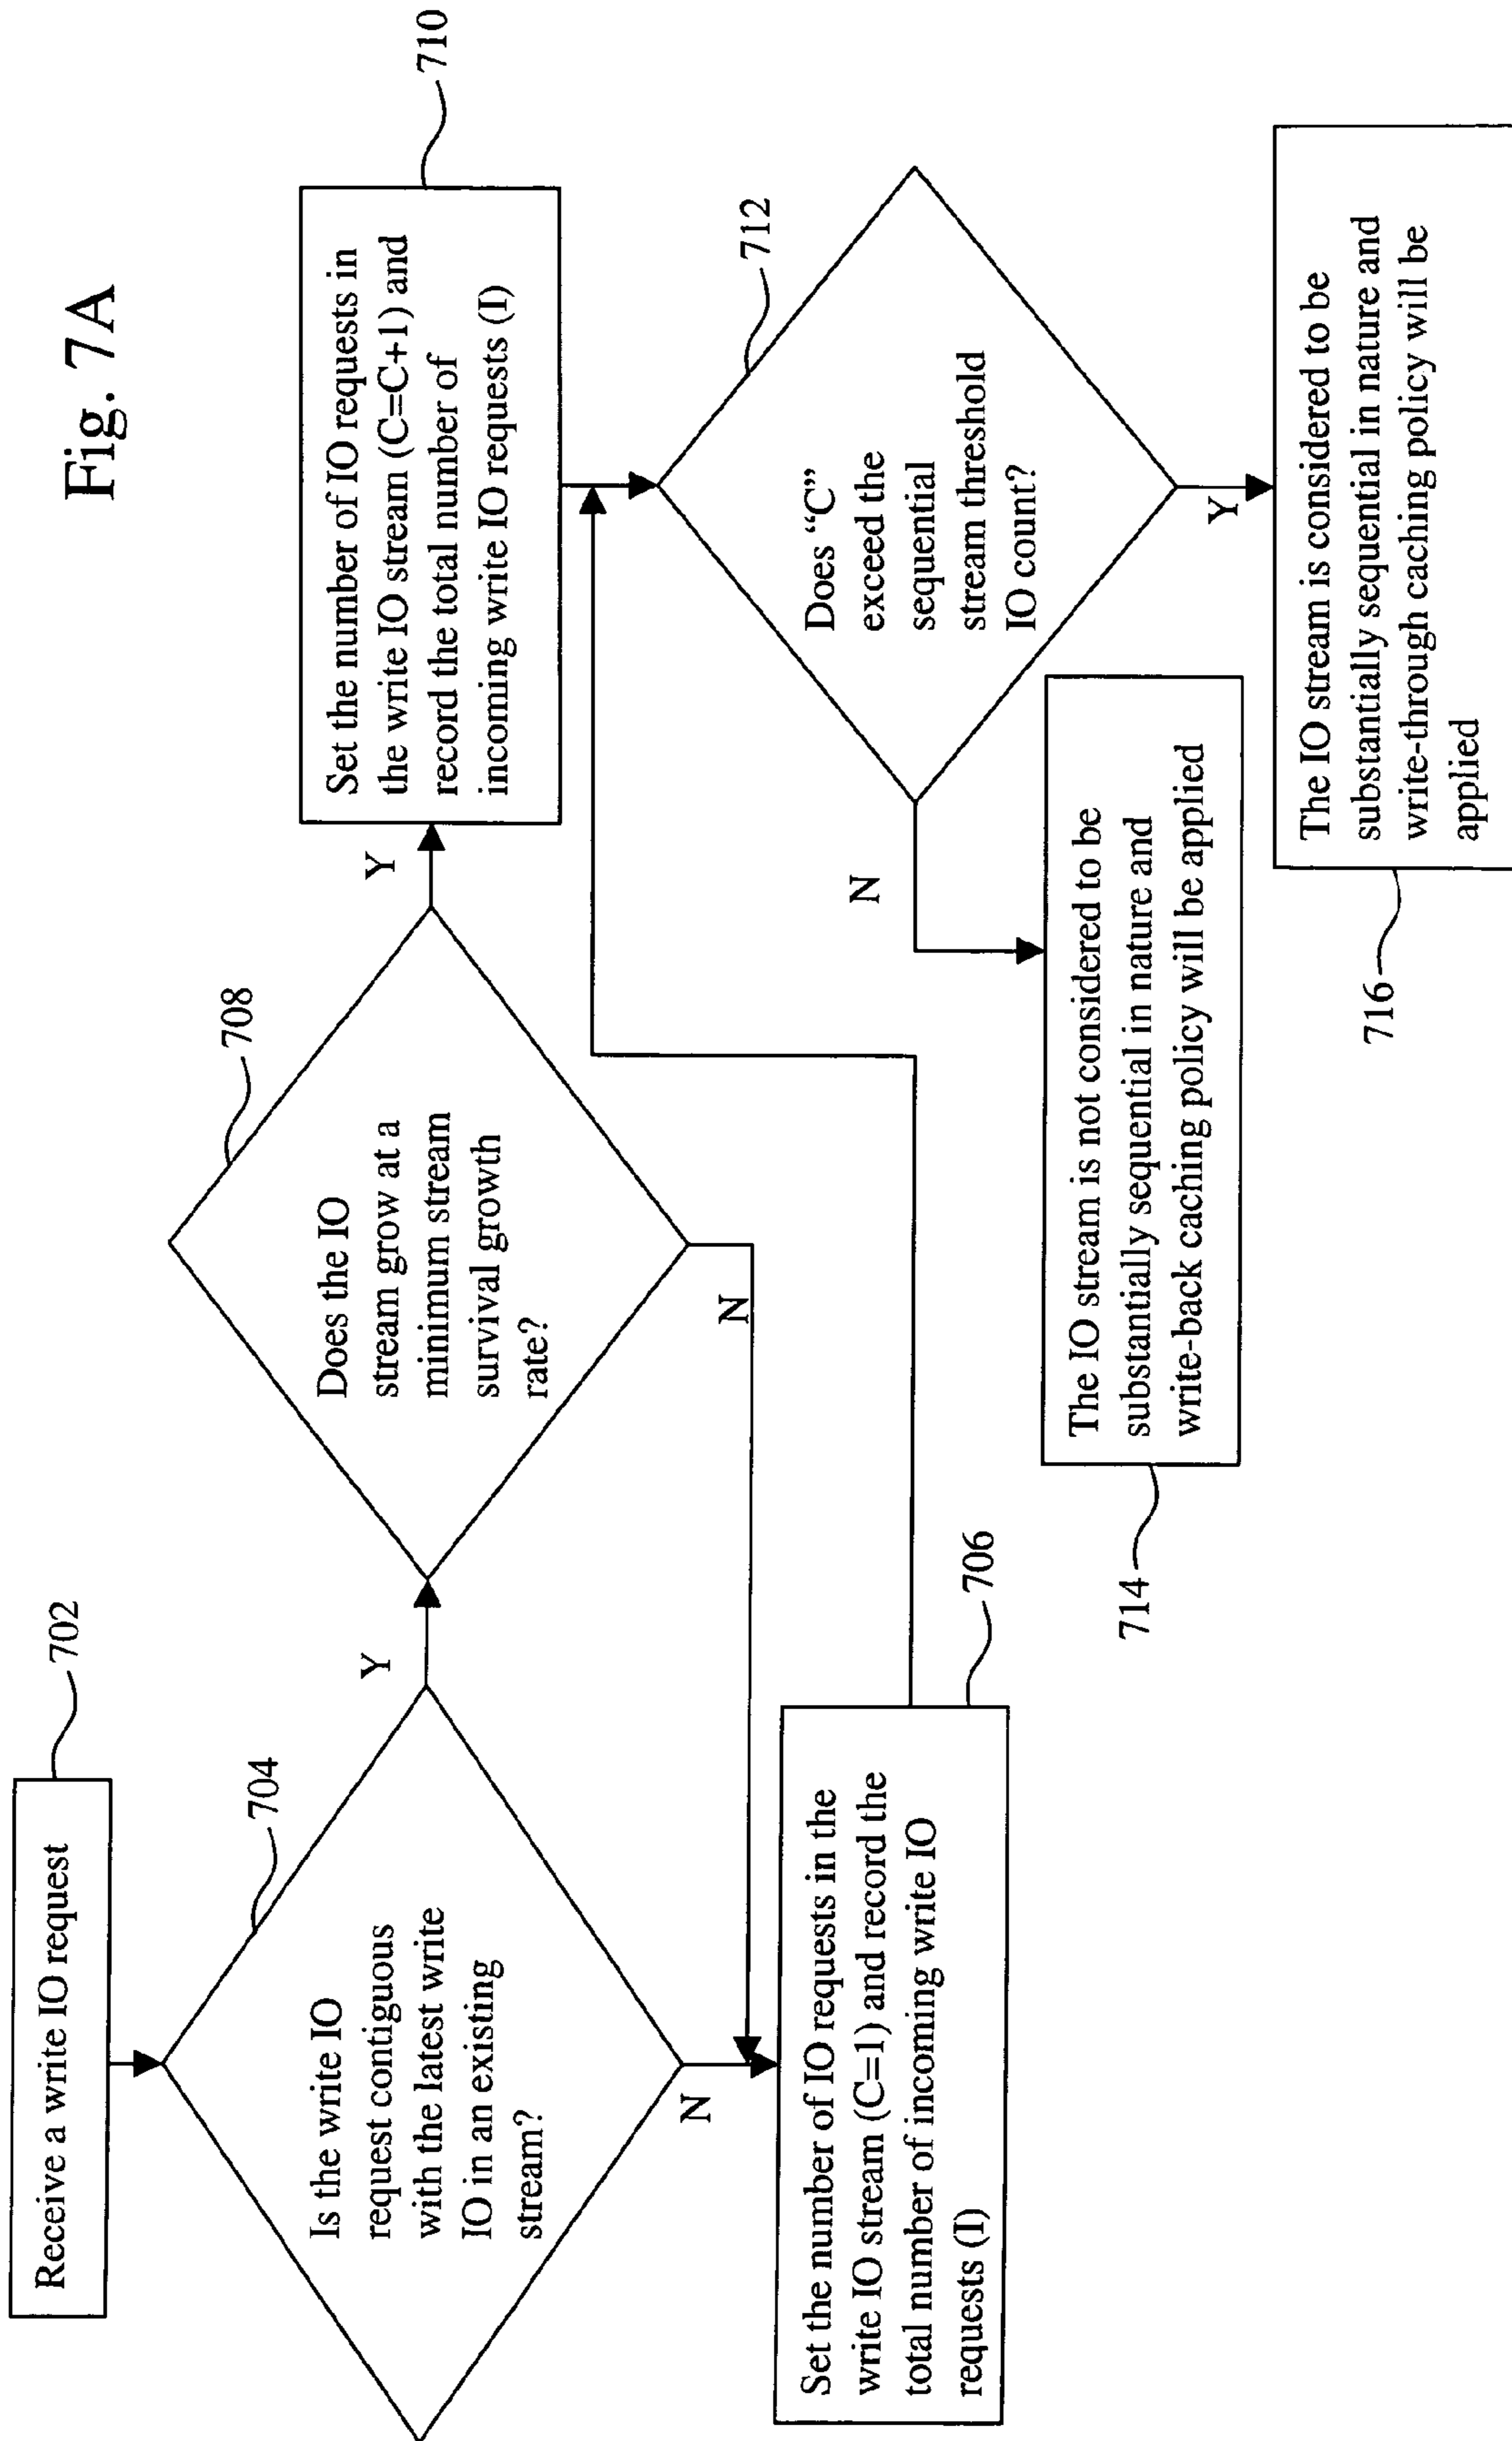 Fig. 7A
Receive a write IO request
702
704
Is the write IO
request contiguous
with the latest write
IO in an existing
stream?
Y
N
708
Does the IO
stream grow at a
minimum stream
survival growth
rate?
Y
N
710
Set the number of IO requests in
the write IO stream (C=C+1) and
record the total number of
incoming write IO requests (I)
Set the number of IO requests in the
write IO stream (C=1) and record the
total number of incoming write IO
requests (I)
706
712
Does “C”
exceed the
sequential
stream threshold
IO count?
N
Y
The IO stream is not considered to be
substantially sequential in nature and
write-back caching policy will be applied
714
The IO stream is considered to be
substantially sequential in nature and
write-through caching policy will be
applied
716